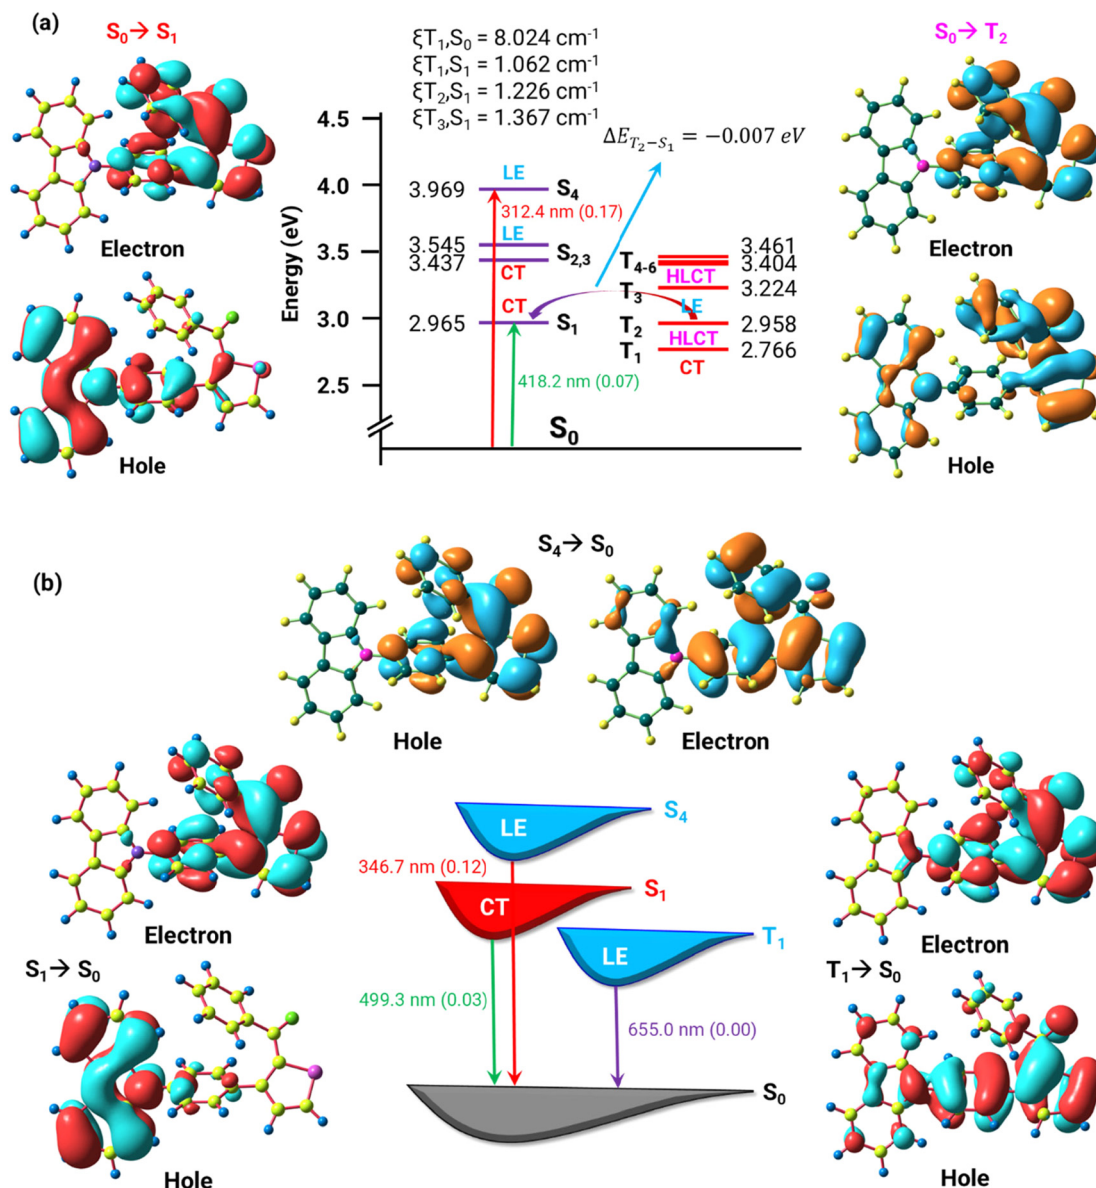 (a)
S₀→ S₁
ξT₁,S₀ = 8.024 cm⁻¹
ξT₁,S₁ = 1.062 cm⁻¹
ξT₂,S₁ = 1.226 cm⁻¹
ξT₃,S₁ = 1.367 cm⁻¹
S₀→ T₂
Electron
Hole
Energy (eV)
4.5
4.0
3.5
3.0
2.5
ΔE_{T₂−S₁} = −0.007 eV
LE
3.969
S₄
312.4 nm (0.17)
LE
3.545
S₂,₃
3.437
CT
CT
2.965
S₁
418.2 nm (0.07)
S₀
3.461
T₄₋₆
3.404
HLCT
T₃
3.224
LE
T₂
2.958
HLCT
T₁
2.766
CT
Electron
Hole
(b)
S₄→ S₀
Hole
Electron
Electron
S₁→ S₀
Hole
LE
S₄
346.7 nm (0.12)
CT
S₁
LE
T₁
499.3 nm (0.03)
655.0 nm (0.00)
S₀
Electron
T₁→ S₀
Hole